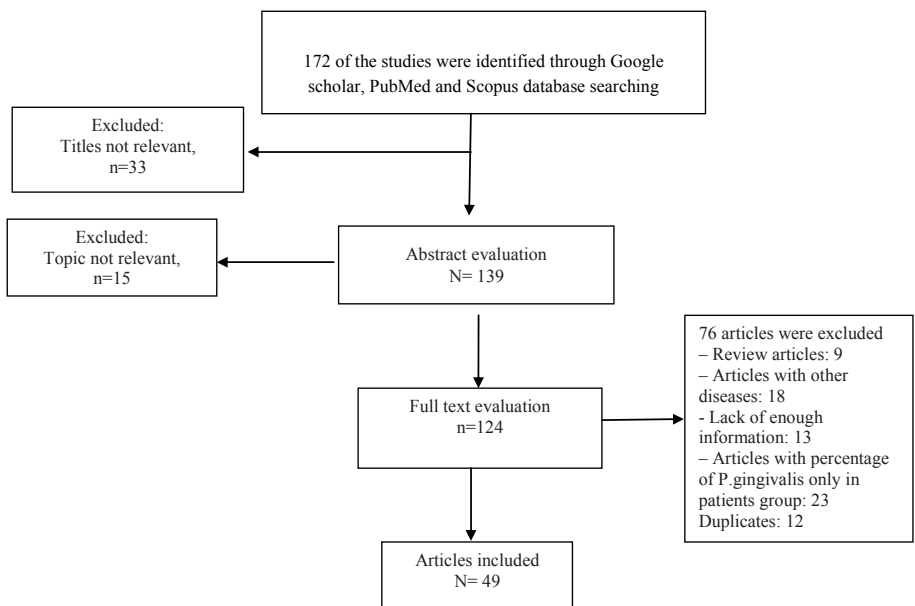 172 of the studies were identified through Google
scholar, PubMed and Scopus database searching
Excluded:
Titles not relevant,
n=33
Excluded:
Topic not relevant,
n=15
Abstract evaluation
N= 139
76 articles were excluded
– Review articles: 9
– Articles with other
diseases: 18
- Lack of enough
information: 13
– Articles with percentage
of P.gingivalis only in
patients group: 23
Duplicates: 12
Full text evaluation
n=124
Articles included
N= 49